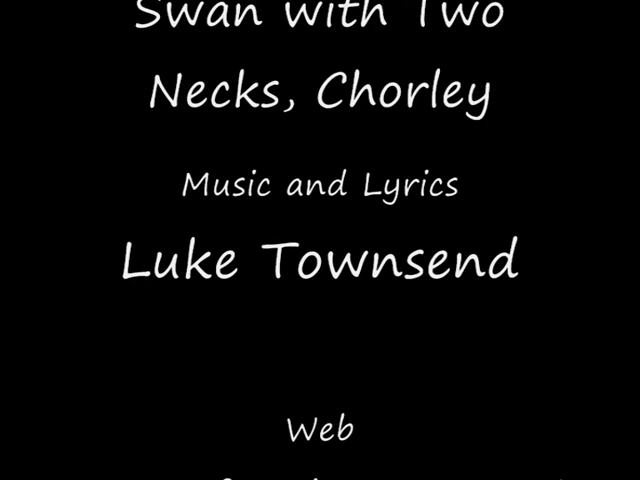 Swan with Two
Necks, Chorley
Music and Lyrics
Luke Townsend
Web